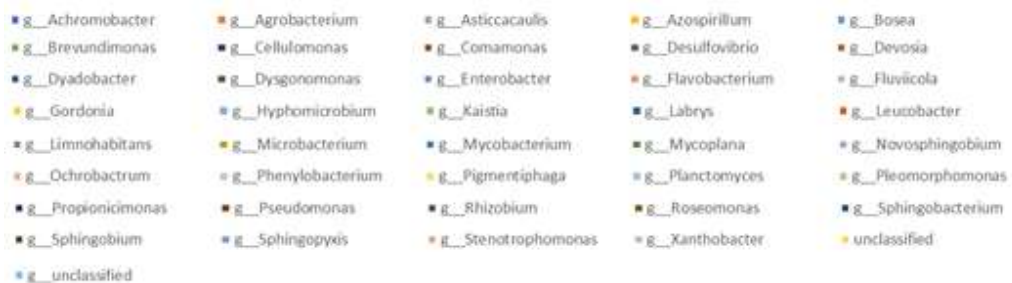 g__Achromobacter g__Agrobacterium g__Asticcacaulis g__Azospirillum g__Bosea
g__Brevundimonas g__Cellulomonas g__Comamonas g__Desulfovibrio g__Devosia
g__Dyadobacter g__Dysgonomonas g__Enterobacter g__Flavobacterium g__Fluviicola
g__Gordonia g__Hyphomicrobium g__Kaistia g__Labrys g__Leucobacter
g__Limnohabitans g__Microbacterium g__Mycobacterium g__Mycoplana g__Novosphingobium
g__Ochrobactrum g__Phenylobacterium g__Pigmentiphaga g__Planctomyces g__Pleomorphomonas
g__Propionicimonas g__Pseudomonas g__Rhizobium g__Roseomonas g__Sphingobacterium
g__Sphingobium g__Sphingopyxis g__Stenotrophomonas g__Xanthobacter unclassified
g__unclassified